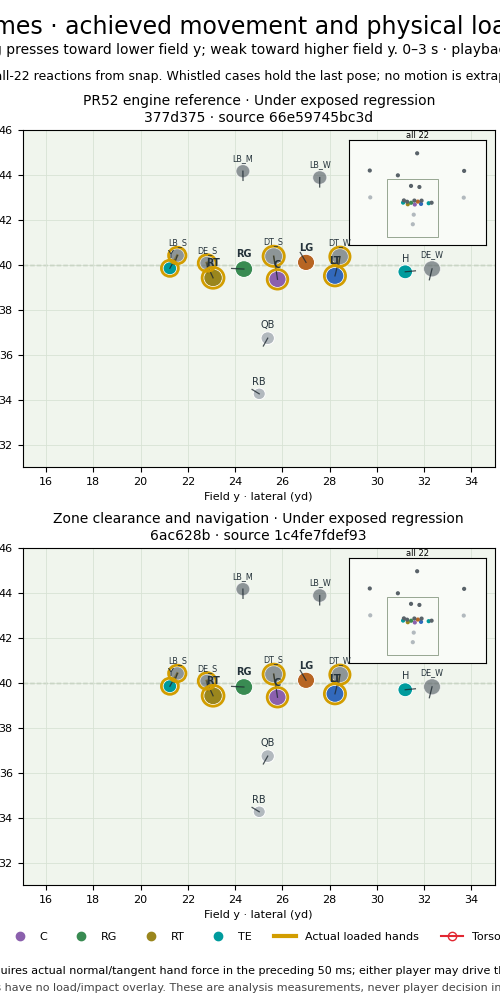 mes · achieved movement and physical loa
g presses toward lower field y; weak toward higher field y. 0–3 s · playbac
all-22 reactions from snap. Whistled cases hold the last pose; no motion is extrap
PR52 engine reference · Under exposed regression
377d375 · source 66e59745bc3d
all 22
46
44
42
40
38
36
34
32
LB_M
LB_W
Y
LB_S
DE_S
RT
RG
DT_S
C
LG
DT_W
LT
H
DE_W
QB
RB
16 18 20 22 24 26 28 30 32 34
Field y · lateral (yd)
Zone clearance and navigation · Under exposed regression
6ac628b · source 1c4fe7fdef93
all 22
46
44
42
40
38
36
34
32
LB_M
LB_W
Y
LB_S
DE_S
RT
RG
DT_S
C
LG
DT_W
LT
H
DE_W
QB
RB
16 18 20 22 24 26 28 30 32 34
Field y · lateral (yd)
C RG RT TE Actual loaded hands Torso
uires actual normal/tangent hand force in the preceding 50 ms; either player may drive th
s have no load/impact overlay. These are analysis measurements, never player decision in